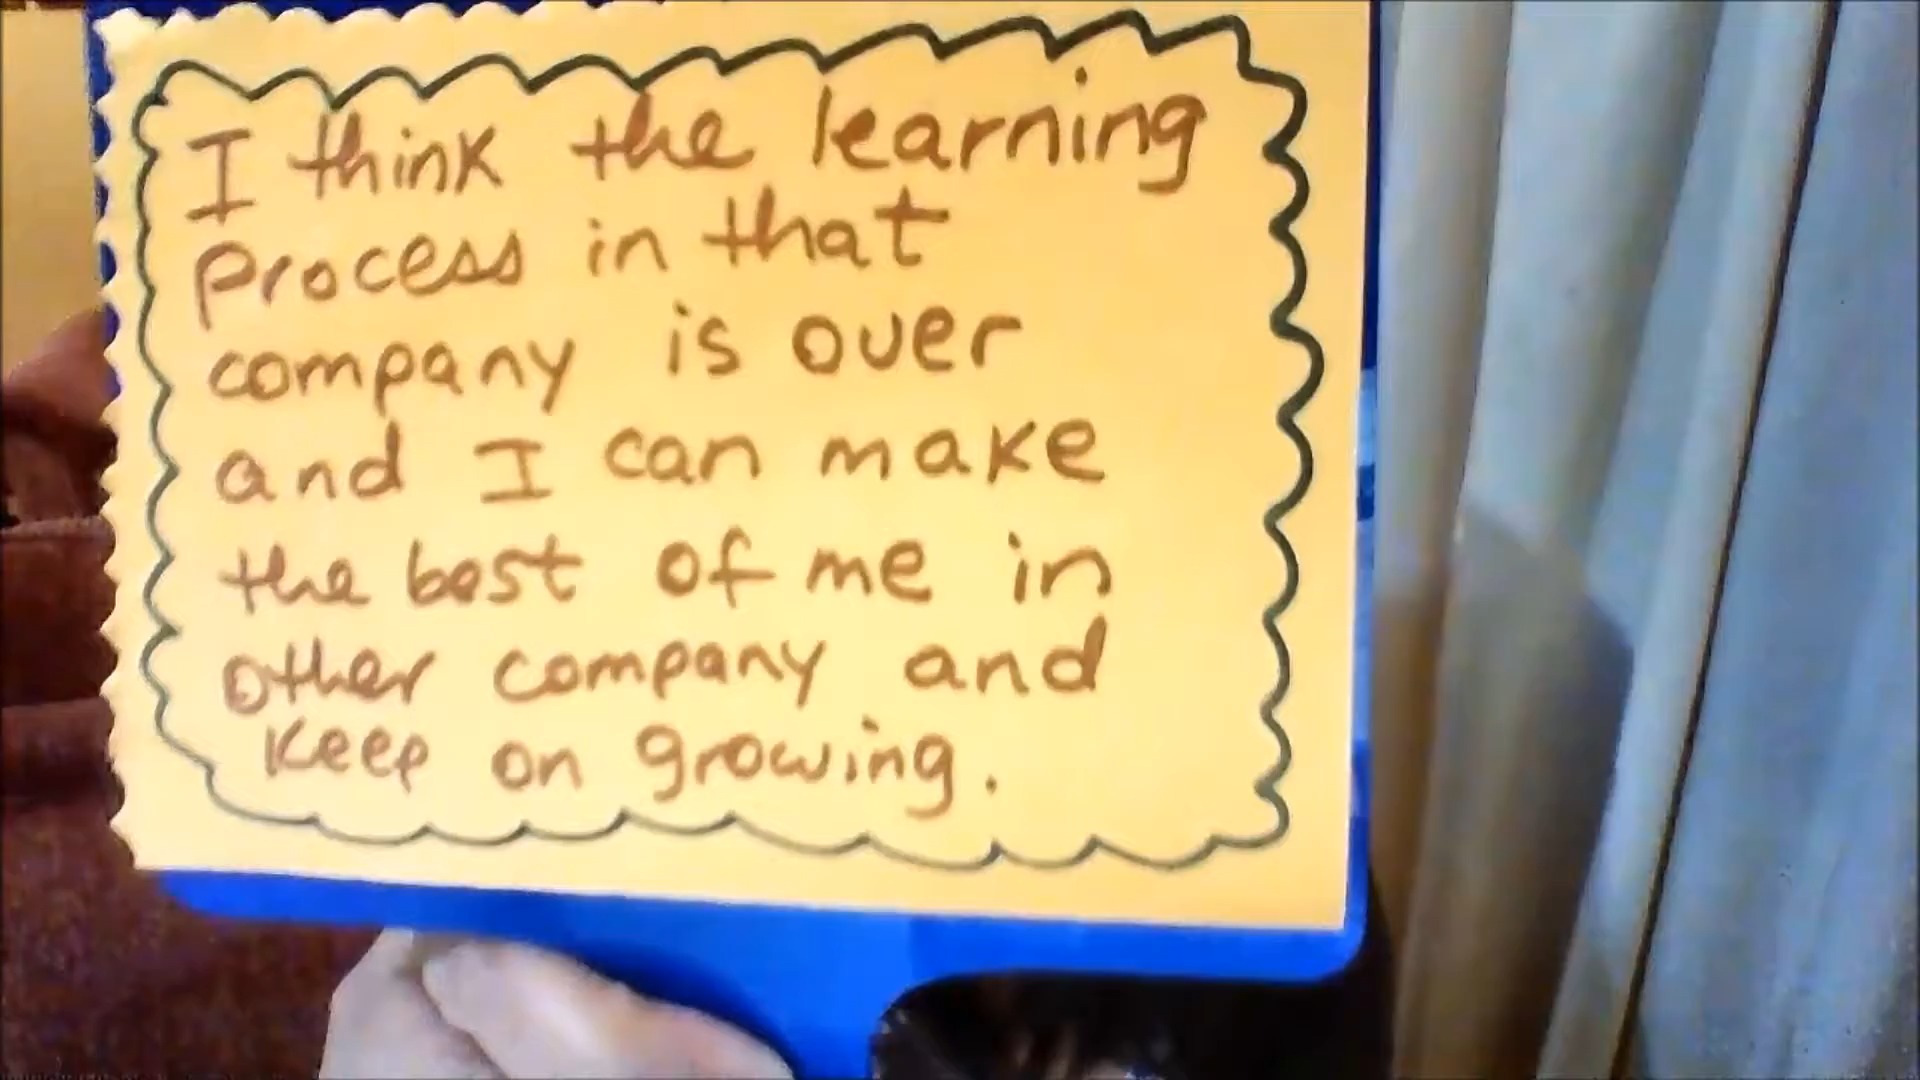 I think the learning
process in that
company is over
and I can make
the best of me in
other company and
keep on growing.